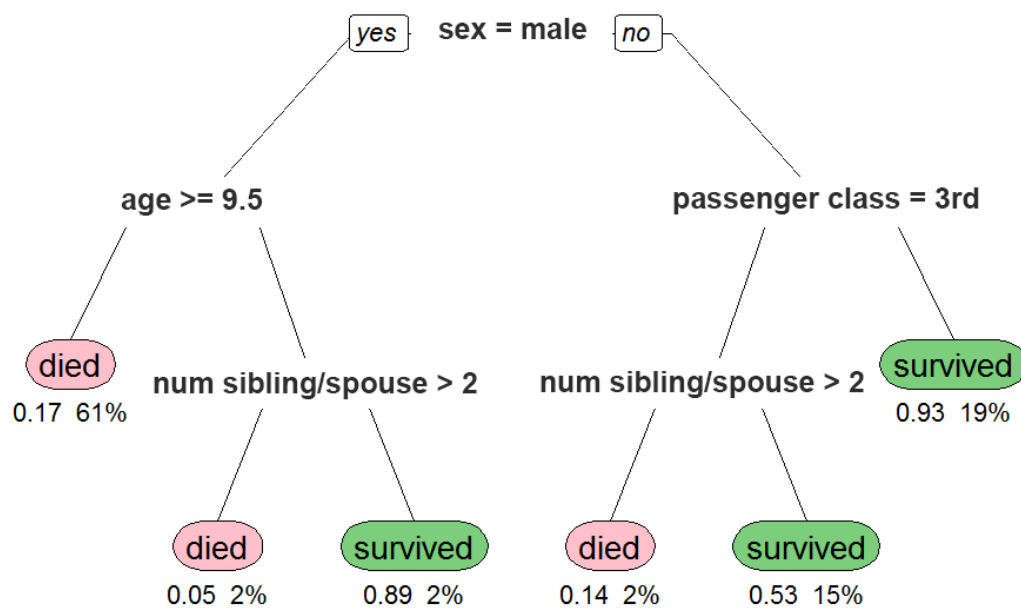 yes sex = male no
age >= 9.5 passenger class = 3rd
died num sibling/spouse > 2 num sibling/spouse > 2 survived
0.17 61% 0.93 19%
died survived died survived
0.05 2% 0.89 2% 0.14 2% 0.53 15%